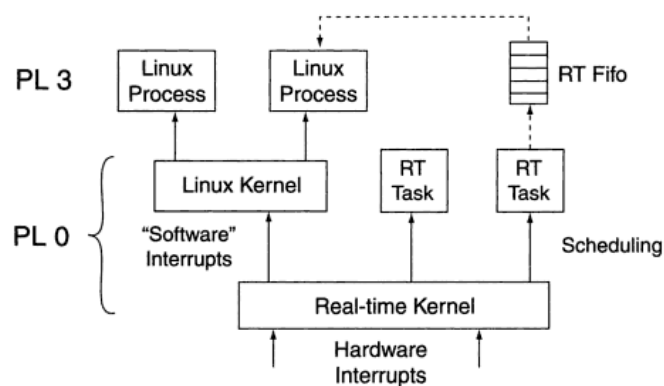 PL 3
Linux
Process
Linux
Process
RT Fifo
PL 0
Linux Kernel
RT
Task
RT
Task
“Software”
Interrupts
Scheduling
Real-time Kernel
Hardware
Interrupts